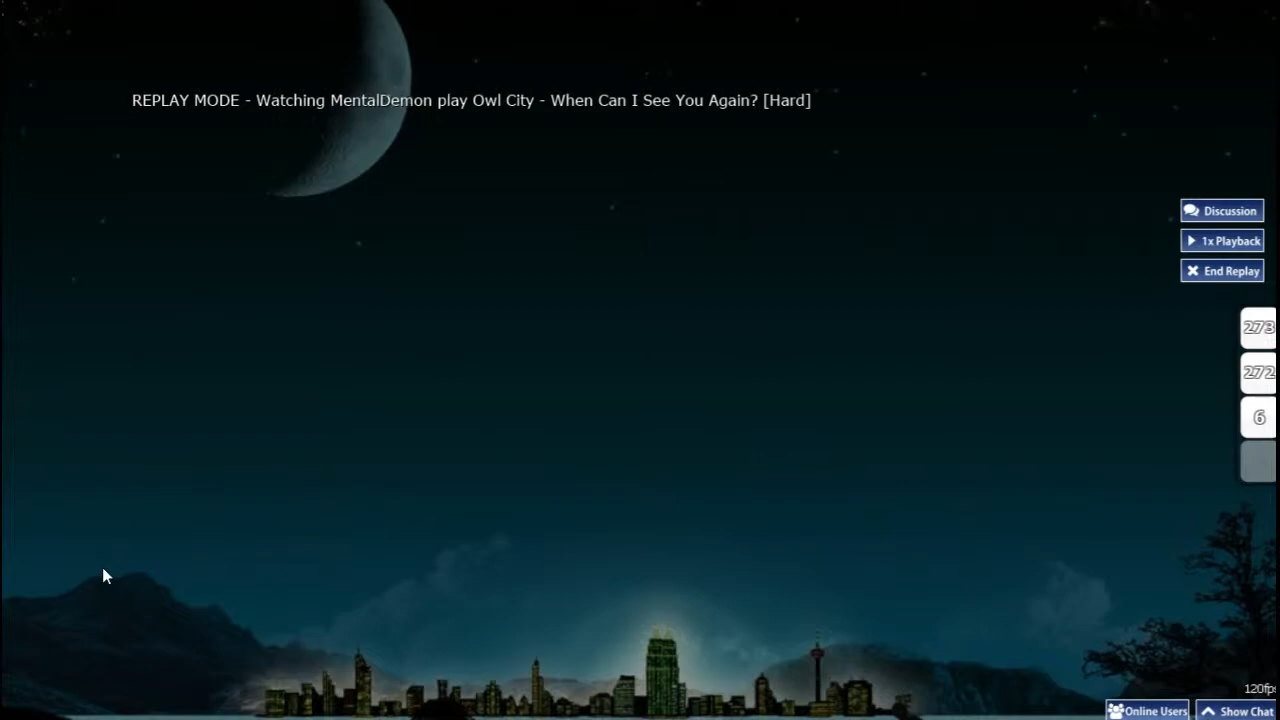 REPLAY MODE - Watching MentalDemon play Owl City - When Can I See You Again? [Hard]
Discussion
1x Playback
End Replay
273
272
6
120fps
Online Users
Show Chat